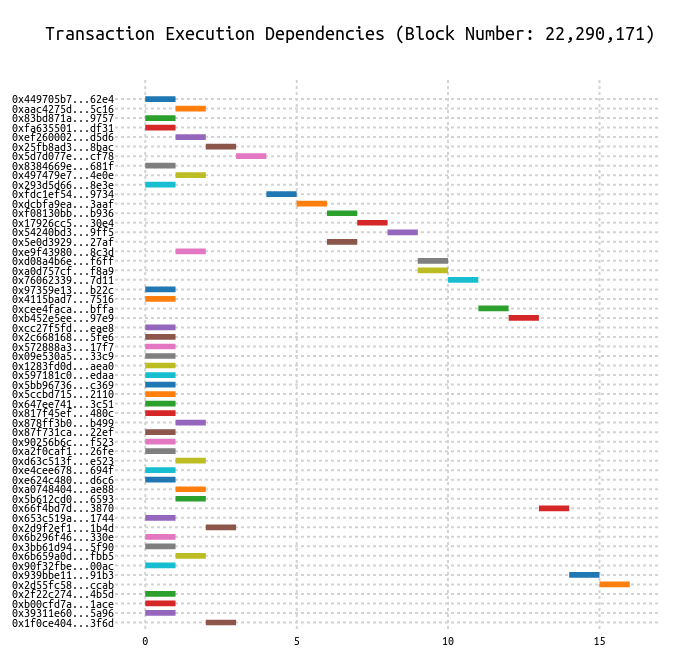 Transaction Execution Dependencies (Block Number: 22,290,171)
0x449705b7...62e4
0xaac4275d...5c16
0x83bd871a...9757
0xfa635501...df31
0xef260002...d5d6
0x25fb8ad3...8bac
0x5d7d077e...cf78
0x8384669e...681f
0x497479e7...4e0e
0x293d5d66...8e3e
0xfdc1ef54...9734
0xdcbfa9ea...3aaf
0xf08130bb...b936
0x17926cc5...30e4
0x54240bd3...9ff5
0x5e0d3929...27af
0xe9f43980...8c3d
0xd08a4b6e...f6ff
0xa0d757cf...f8a9
0x76062339...7d11
0x97359e13...b22c
0x4115bad7...7516
0xcee4faca...bffa
0xb452e5ee...97e9
0xcc27f5fd...eae8
0x2c668168...5fe6
0x572888a3...17f7
0x09e530a5...33c9
0x1283fd0d...aea0
0x597181c0...edaa
0x5bb96736...c369
0x5ccbd715...2110
0x647ee741...3c51
0x817f45ef...480c
0x878ff3b0...b499
0x87f731ca...22ef
0x90256b6c...f523
0xa2f0caf1...26fe
0xd63c513f...e523
0xe4cee678...694f
0xe624c480...d6c6
0xa0748404...ae88
0x5b612cd0...6593
0x66f4bd7d...3870
0x653c519a...1744
0x2d9f2ef1...1b4d
0x6b296f46...330e
0x3bb61d94...5f90
0x6b659a0d...fbb5
0x90f32fbe...00ac
0x939bbe11...91b3
0x2d55fc58...ccab
0x2f22c274...4b5d
0xb00cfd7a...1ace
0x39311e60...5a96
0x1f0ce404...3f6d
0 5 10 15